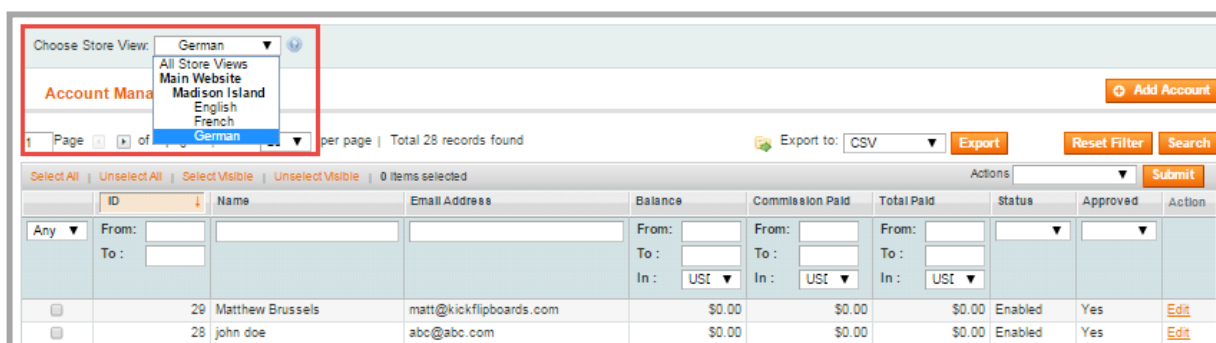 Choose Store View: German
All Store Views
Main Website
Madison Island
English
French
German
Account Mana
Add Account
1 Page of per page | Total 28 records found Export to: CSV Export Reset Filter Search
Select All | Unselect All | Select Visible | Unselect Visible | 0 items selected Actions Submit
ID Name Email Address Balance Commission Paid Total Paid Status Approved Action
Any From: From: From: From:
To : To : To : To :
In : USD In : USD In : USD
29 Matthew Brussels matt@kickflipboards.com $0.00 $0.00 $0.00 Enabled Yes Edit
28 john doe abc@abc.com $0.00 $0.00 $0.00 Enabled Yes Edit